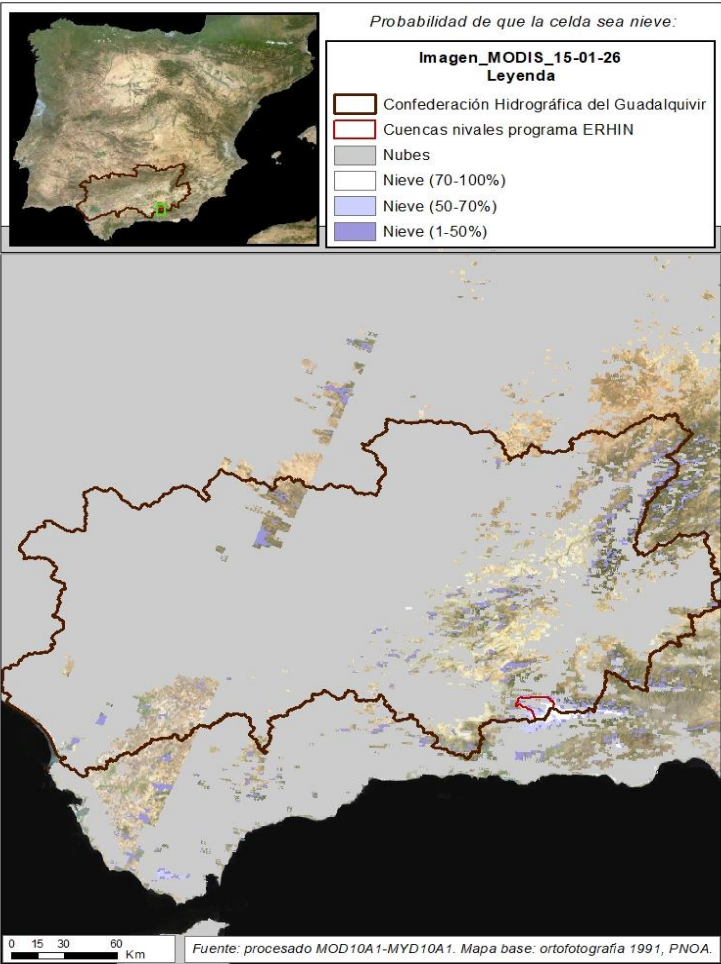 Probabilidad de que la celda sea nieve:
Imagen_MODIS_15-01-26
Leyenda
Confederación Hidrográfica del Guadalquivir
Cuencas nivales programa ERHIN
Nubes
Nieve (70-100%)
Nieve (50-70%)
Nieve (1-50%)
0 15 30 60
Km
Fuente: procesado MOD10A1-MYD10A1. Mapa base: ortofotografía 1991, PNOA.